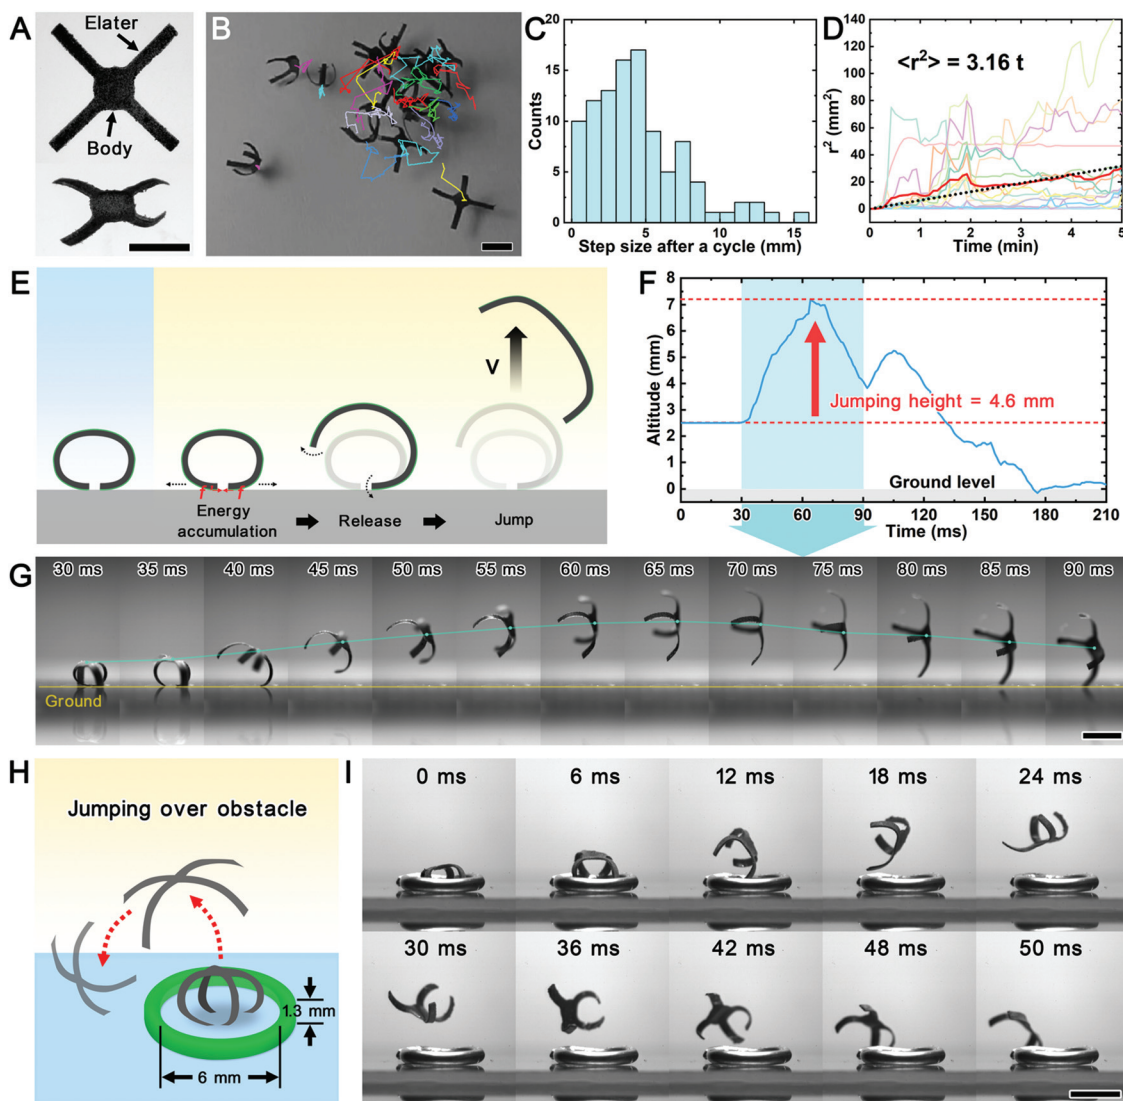 A
Elater
Body
B
C
Counts
20
15
10
5
0
0
5
10
15
Step size after a cycle (mm)
D
<r²> = 3.16 t
r² (mm²)
140
120
100
80
60
40
20
0
0
1
2
3
4
5
Time (min)
E
V
Energy
accumulation
Release
Jump
F
Altitude (mm)
8
7
6
5
4
3
2
1
0
Jumping height = 4.6 mm
Ground level
0
30
60
90
120
150
180
210
Time (ms)
G
30 ms
35 ms
40 ms
45 ms
50 ms
55 ms
60 ms
65 ms
70 ms
75 ms
80 ms
85 ms
90 ms
Ground
H
Jumping over obstacle
1.3 mm
6 mm
I
0 ms
6 ms
12 ms
18 ms
24 ms
30 ms
36 ms
42 ms
48 ms
50 ms